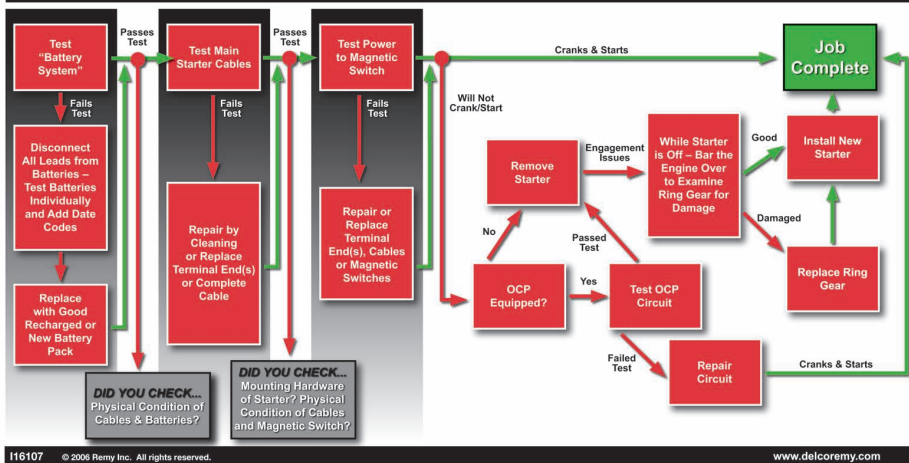 Test
"Battery
System"
Passes
Test
Test Main
Starter Cables
Passes
Test
Test Power
to Magnetic
Switch
Cranks & Starts
Job
Complete
Fails
Test
Fails
Test
Fails
Test
Will Not
Crank/Start
Disconnect
All Leads from
Batteries –
Test Batteries
Individually
and Add Date
Codes
Replace
with Good
Recharged or
New Battery
Pack
Repair by
Cleaning
or Replace
Terminal End(s)
or Complete
Cable
Repair or
Replace
Terminal
End(s), Cables
or Magnetic
Switches
Remove
Starter
Engagement
Issues
While Starter
is Off – Bar the
Engine Over
to Examine
Ring Gear for
Damage
Good
Install New
Starter
Damaged
Replace Ring
Gear
No
Passed
Test
OCP
Equipped?
Yes
Test OCP
Circuit
Failed
Test
Repair
Circuit
Cranks & Starts
DID YOU CHECK...
Physical Condition of
Cables & Batteries?
DID YOU CHECK...
Mounting Hardware
of Starter? Physical
Condition of Cables
and Magnetic Switch?
I16107 © 2006 Remy Inc. All rights reserved.
www.delcoremy.com